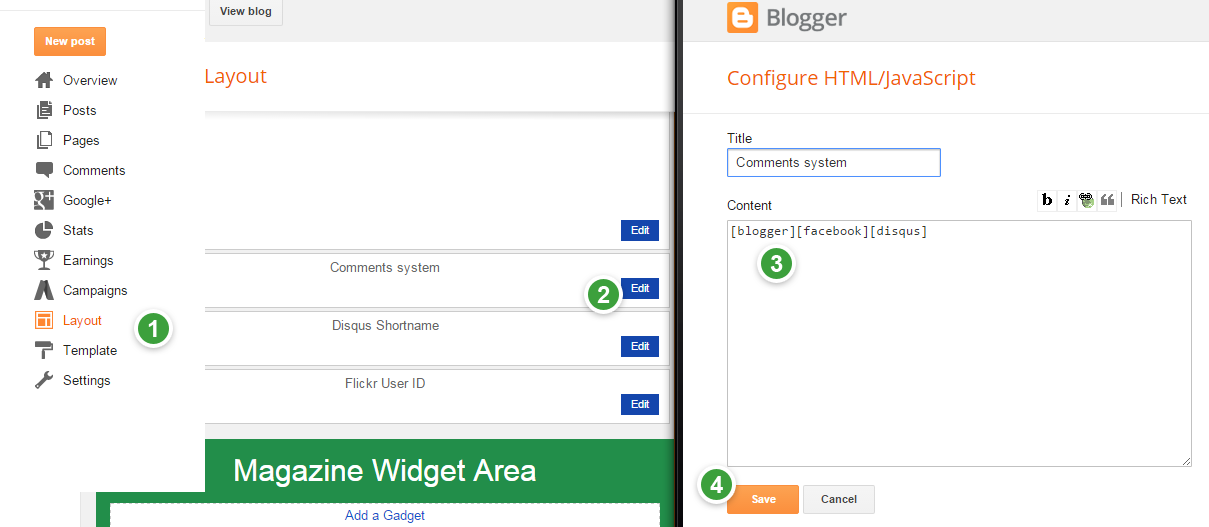 New post
Overview
Posts
Pages
Comments
Google+
Stats
Earnings
Campaigns
Layout
1
Template
Settings
View blog
Layout
Edit
Comments system
2
Edit
Disqus Shortname
Edit
Flickr User ID
Edit
Magazine Widget Area
Add a Gadget
Blogger
Configure HTML/JavaScript
Title
Comments system
Content
b i Rich Text
[blogger][facebook][disqus]
3
4
Save Cancel